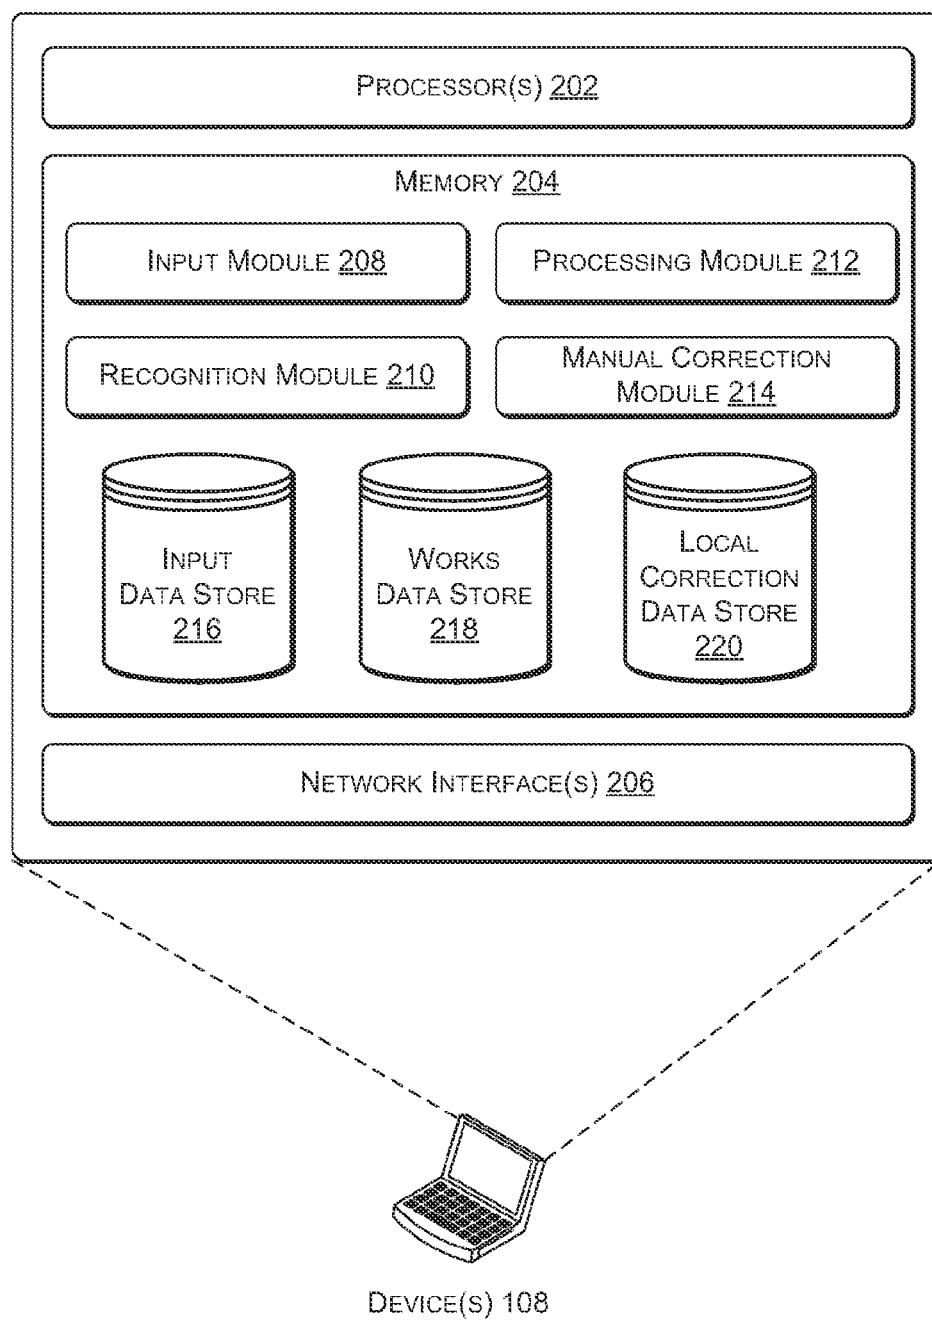 PROCESSOR(S) 202
MEMORY 204
INPUT MODULE 208
PROCESSING MODULE 212
RECOGNITION MODULE 210
MANUAL CORRECTION
MODULE 214
INPUT
DATA STORE
216
WORKS
DATA STORE
218
LOCAL
CORRECTION
DATA STORE
220
NETWORK INTERFACE(S) 206
DEVICE(S) 108